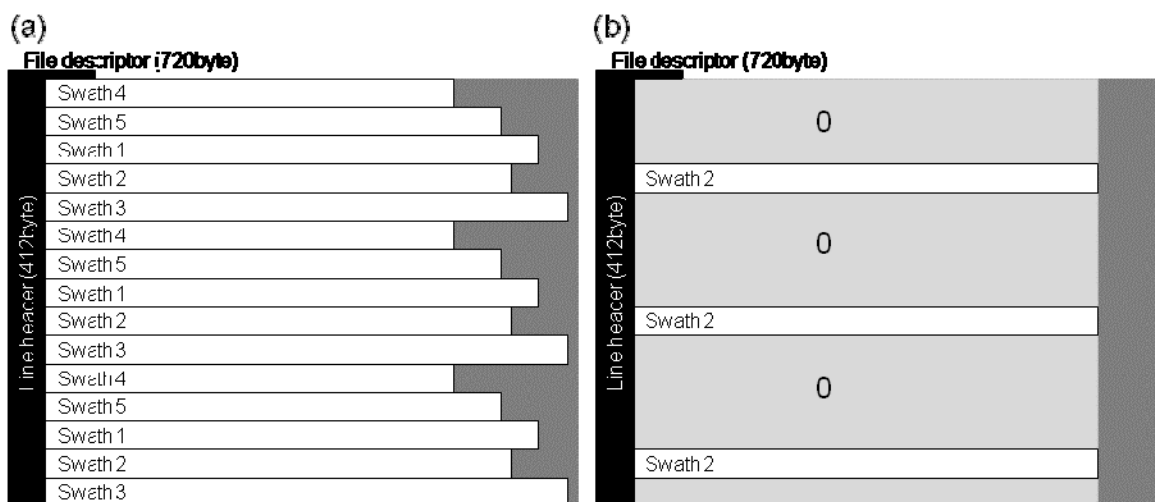 (a)
File descriptor (720byte)
Line header (412byte)
Swath 4
Swath 5
Swath 1
Swath 2
Swath 3
Swath 4
Swath 5
Swath 1
Swath 2
Swath 3
Swath 4
Swath 5
Swath 1
Swath 2
Swath 3
(b)
File descriptor (720byte)
Line header (412byte)
0
Swath 2
0
Swath 2
0
Swath 2